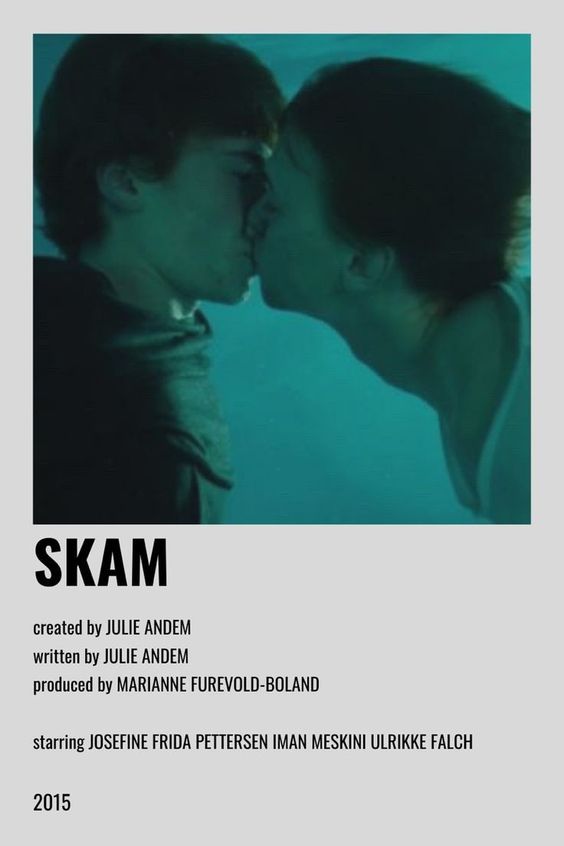 SKAM
created by JULIE ANDEM
written by JULIE ANDEM
produced by MARIANNE FUREVOLD-BOLAND
starring JOSEFINE FRIDA PETTERSEN IMAN MESKINI ULRIKKE FALCH
2015